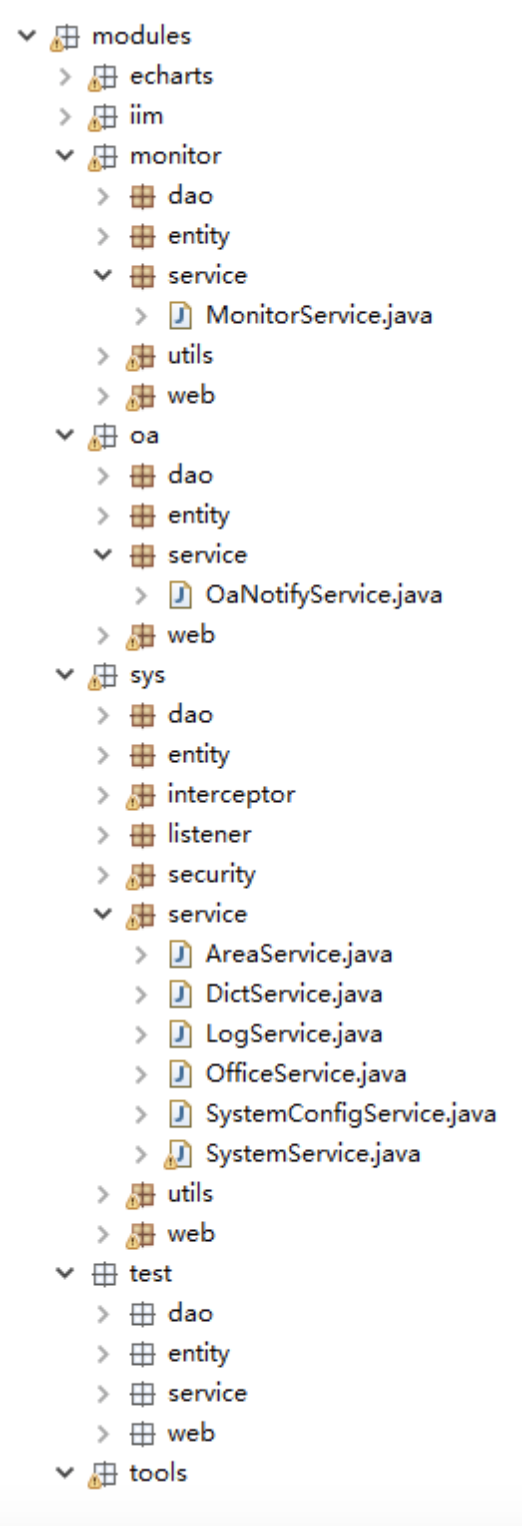 modules
echarts
iim
monitor
dao
entity
service
MonitorService.java
utils
web
oa
dao
entity
service
OaNotifyService.java
web
sys
dao
entity
interceptor
listener
security
service
AreaService.java
DictService.java
LogService.java
OfficeService.java
SystemConfigService.java
SystemService.java
utils
web
test
dao
entity
service
web
tools